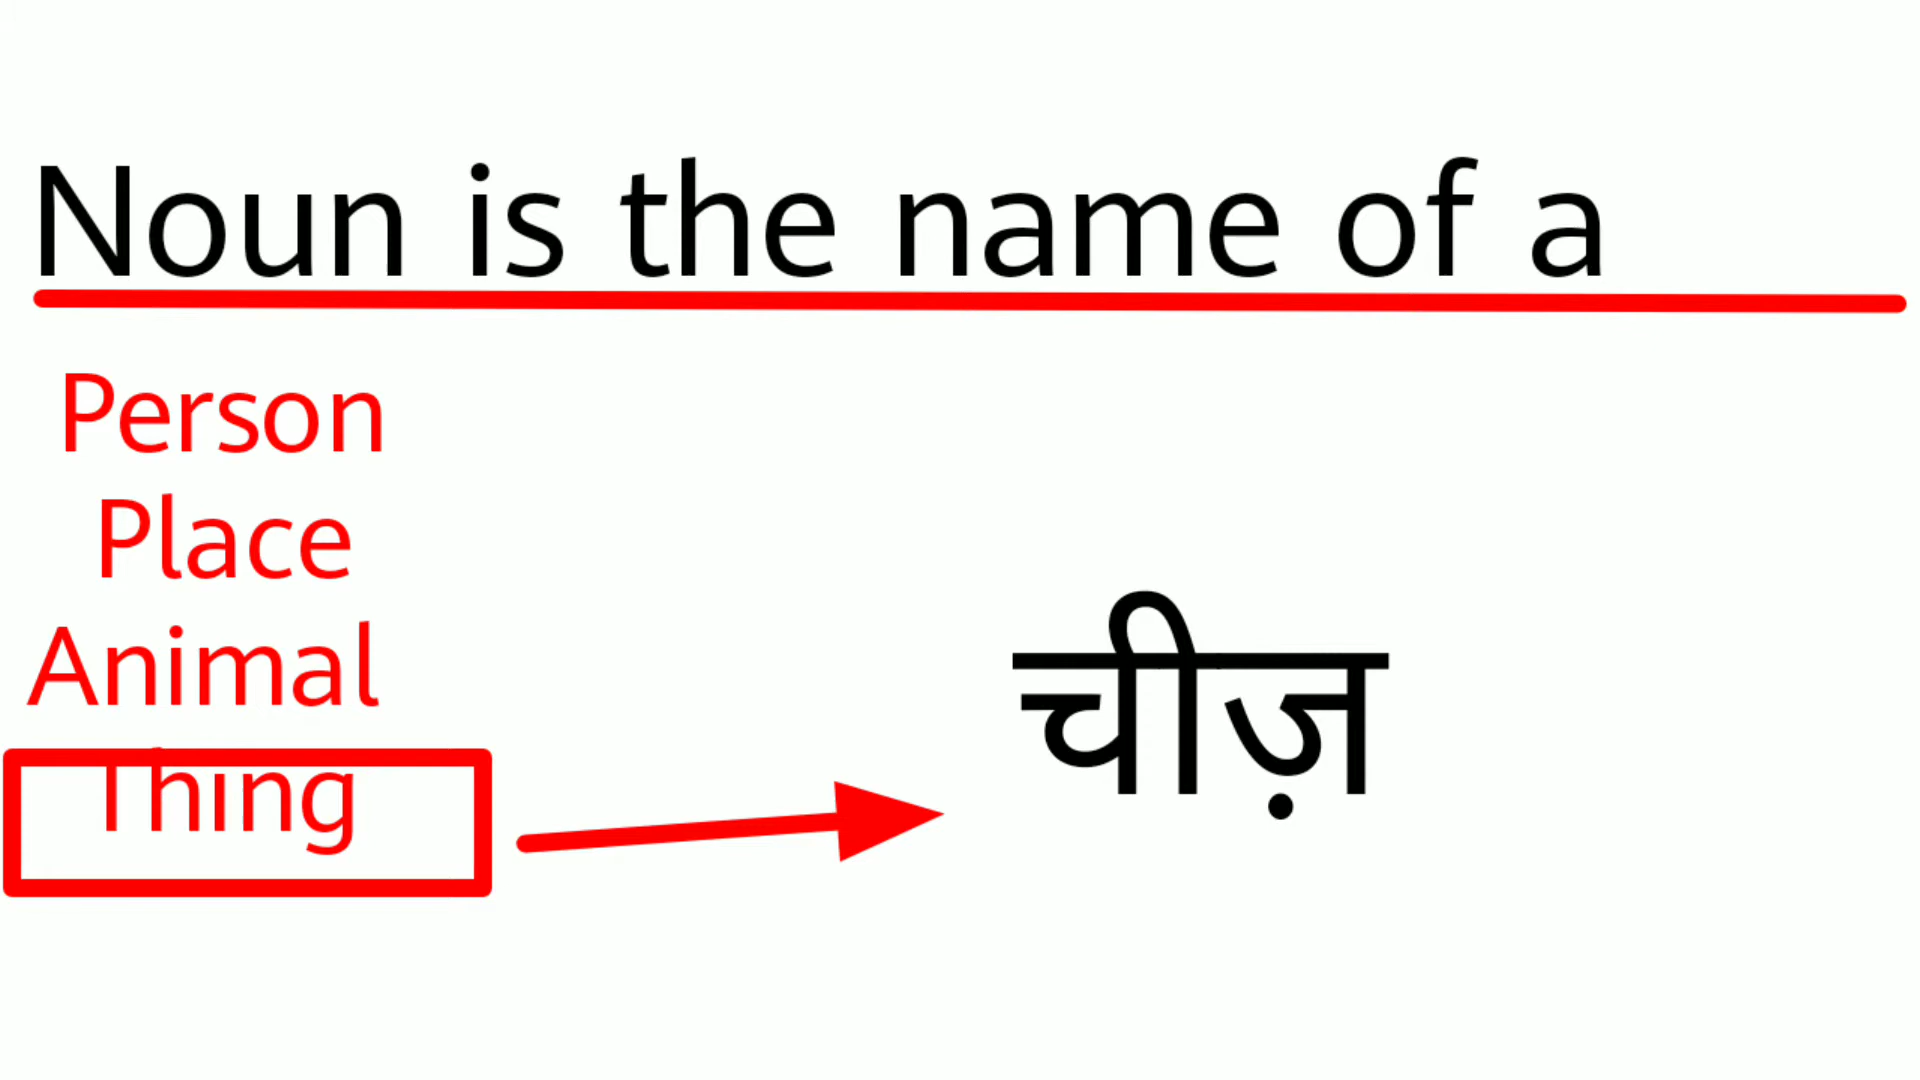 Noun is the name of a
Person
Place
Animal
Thing
चीज़